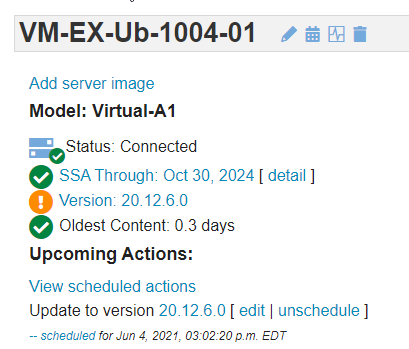 VM-EX-Ub-1004-01
Add server image
Model: Virtual-A1
Status: Connected
SSA Through: Oct 30, 2024 [ detail ]
Version: 20.12.6.0
Oldest Content: 0.3 days
Upcoming Actions:
View scheduled actions
Update to version 20.12.6.0 [ edit | unschedule ]
-- scheduled for Jun 4, 2021, 03:02:20 p.m. EDT